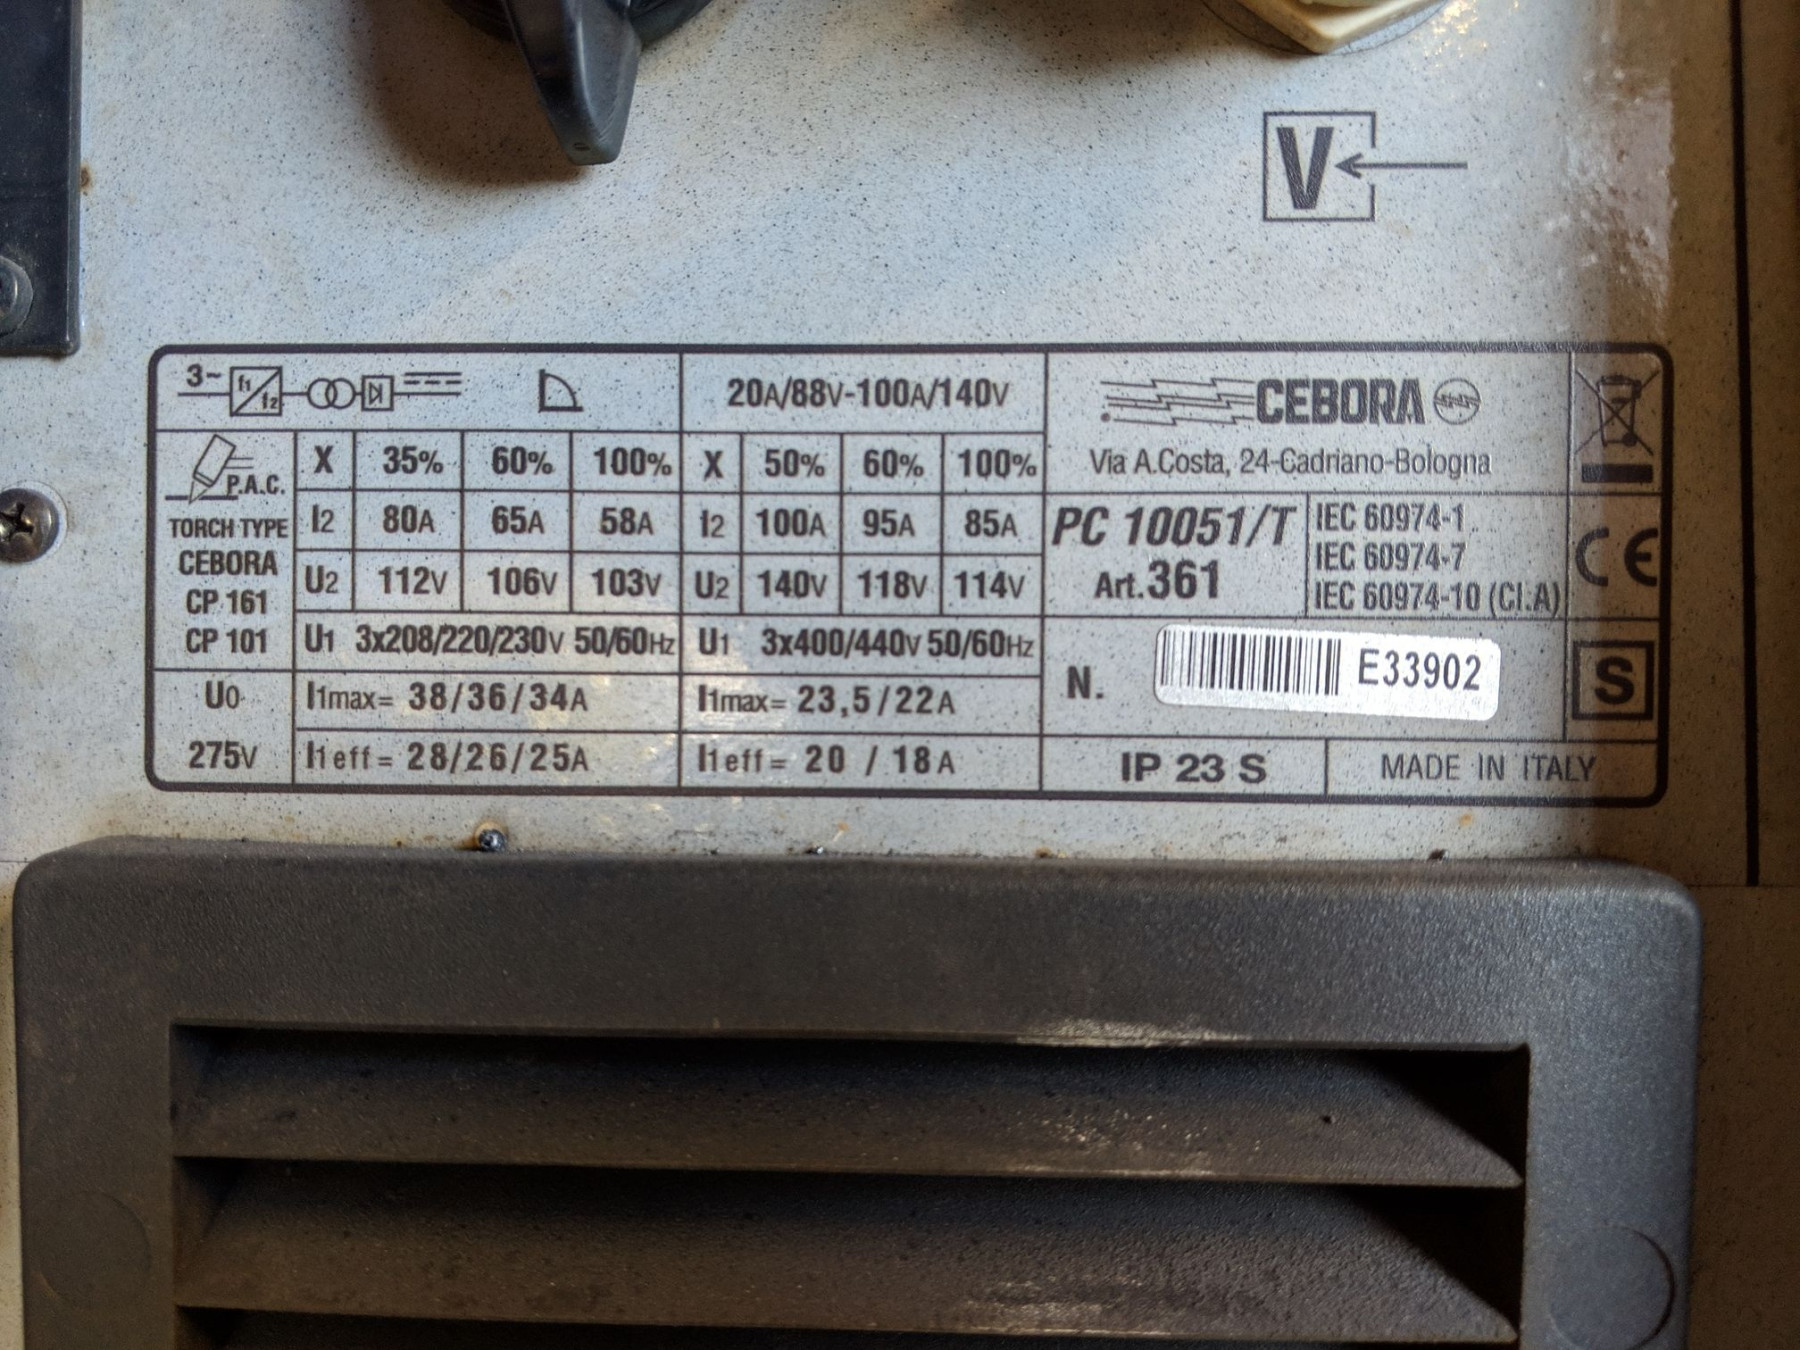 V
3~ f1 f2
20A/88V-100A/140V
CEBORA
Via A.Costa, 24-Cadriano-Bologna
P.A.C.
TORCH TYPE
CEBORA
CP 161
CP 101
X 35% 60% 100%
I2 80A 65A 58A
U2 112V 106V 103V
U1 3x208/220/230V 50/60Hz
I1max= 38/36/34A
I1eff= 28/26/25A
X 50% 60% 100%
I2 100A 95A 85A
U2 140V 118V 114V
U1 3x400/440V 50/60Hz
I1max= 23,5/22A
I1eff= 20 / 18A
U0
275V
PC 10051/T
Art.361
IEC 60974-1
IEC 60974-7
IEC 60974-10 (Cl.A)
CE
N. E33902
S
IP 23 S
MADE IN ITALY